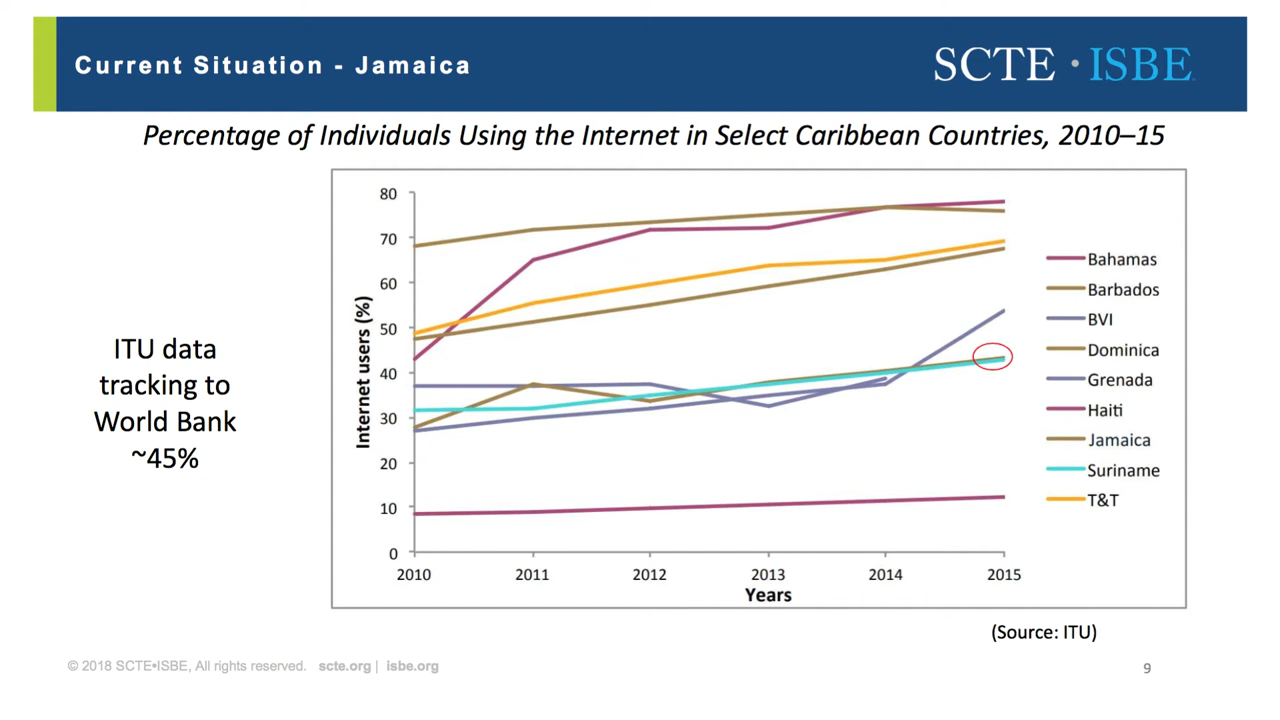 Current Situation - Jamaica
SCTE • ISBE
Percentage of Individuals Using the Internet in Select Caribbean Countries, 2010–15
ITU data
tracking to
World Bank
~45%
Internet users (%)
80
70
60
50
40
30
20
10
0
2010 2011 2012 2013 2014 2015
Years
Bahamas
Barbados
BVI
Dominica
Grenada
Haiti
Jamaica
Suriname
T&T
(Source: ITU)
© 2018 SCTE•ISBE, All rights reserved. scte.org | isbe.org
9